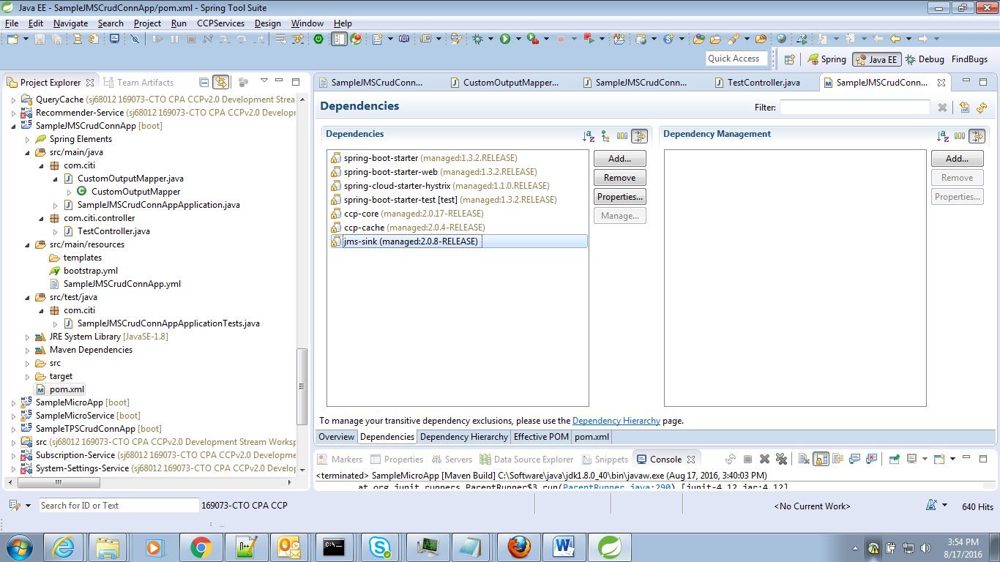 Java EE - SampleJMSCrudConnApp/pom.xml - Spring Tool Suite
File Edit Navigate Search Project Run CCPServices Design Window Help
Quick Access
Spring Java EE Debug FindBugs
Project Explorer Team Artifacts
QueryCache (sj68012 169073-CTO CPA CCPv2.0 Development Strea
Recommender-Service (sj68012 169073-CTO CPA CCPv2.0 Develop
SampleJMSCrudConnApp [boot]
Spring Elements
src/main/java
com.citi
CustomOutputMapper.java
CustomOutputMapper
SampleJMSCrudConnAppApplication.java
com.citi.controller
TestController.java
src/main/resources
templates
bootstrap.yml
SampleJMSCrudConnApp.yml
src/test/java
com.citi
SampleJMSCrudConnAppApplicationTests.java
JRE System Library [JavaSE-1.8]
Maven Dependencies
src
target
pom.xml
SampleMicroApp [boot]
SampleMicroService [boot]
SampleTPSCrudConnApp [boot]
src (sj68012 169073-CTO CPA CCPv2.0 Development Stream Worksp
Subscription-Service (sj68012 169073-CTO CPA CCPv2.0 Develop
System-Settings-Service (sj68012 169073-CTO CPA CCPv2.0 Develo
SampleJMSCrudConn... CustomOutputMapper... SampleJMSCrudConn... TestController.java SampleJMSCrudConn...
Dependencies
Filter:
Dependencies
spring-boot-starter (managed:1.3.2.RELEASE)
spring-boot-starter-web (managed:1.3.2.RELEASE)
spring-cloud-starter-hystrix (managed:1.1.0.RELEASE)
spring-boot-starter-test [test] (managed:1.3.2.RELEASE)
ccp-core (managed:2.0.17-RELEASE)
ccp-cache (managed:2.0.4-RELEASE)
jms-sink (managed:2.0.8-RELEASE)
Add...
Remove
Properties...
Manage...
Dependency Management
Add...
Remove
Properties...
To manage your transitive dependency exclusions, please use the Dependency Hierarchy page.
Overview Dependencies Dependency Hierarchy Effective POM pom.xml
Markers Properties Servers Data Source Explorer Snippets Console
<terminated> SampleMicroApp [Maven Build] C:\Software\java\jdk1.8.0_40\bin\javaw.exe (Aug 17, 2016, 3:40:03 PM)
at org.junit.runners.ParentRunner$3.run(ParentRunner.java:290) [junit-4.12.jar:4.12]
Search for ID or Text 169073-CTO CPA CCP <No Current Work> 640 Hits
3:54 PM
8/17/2016